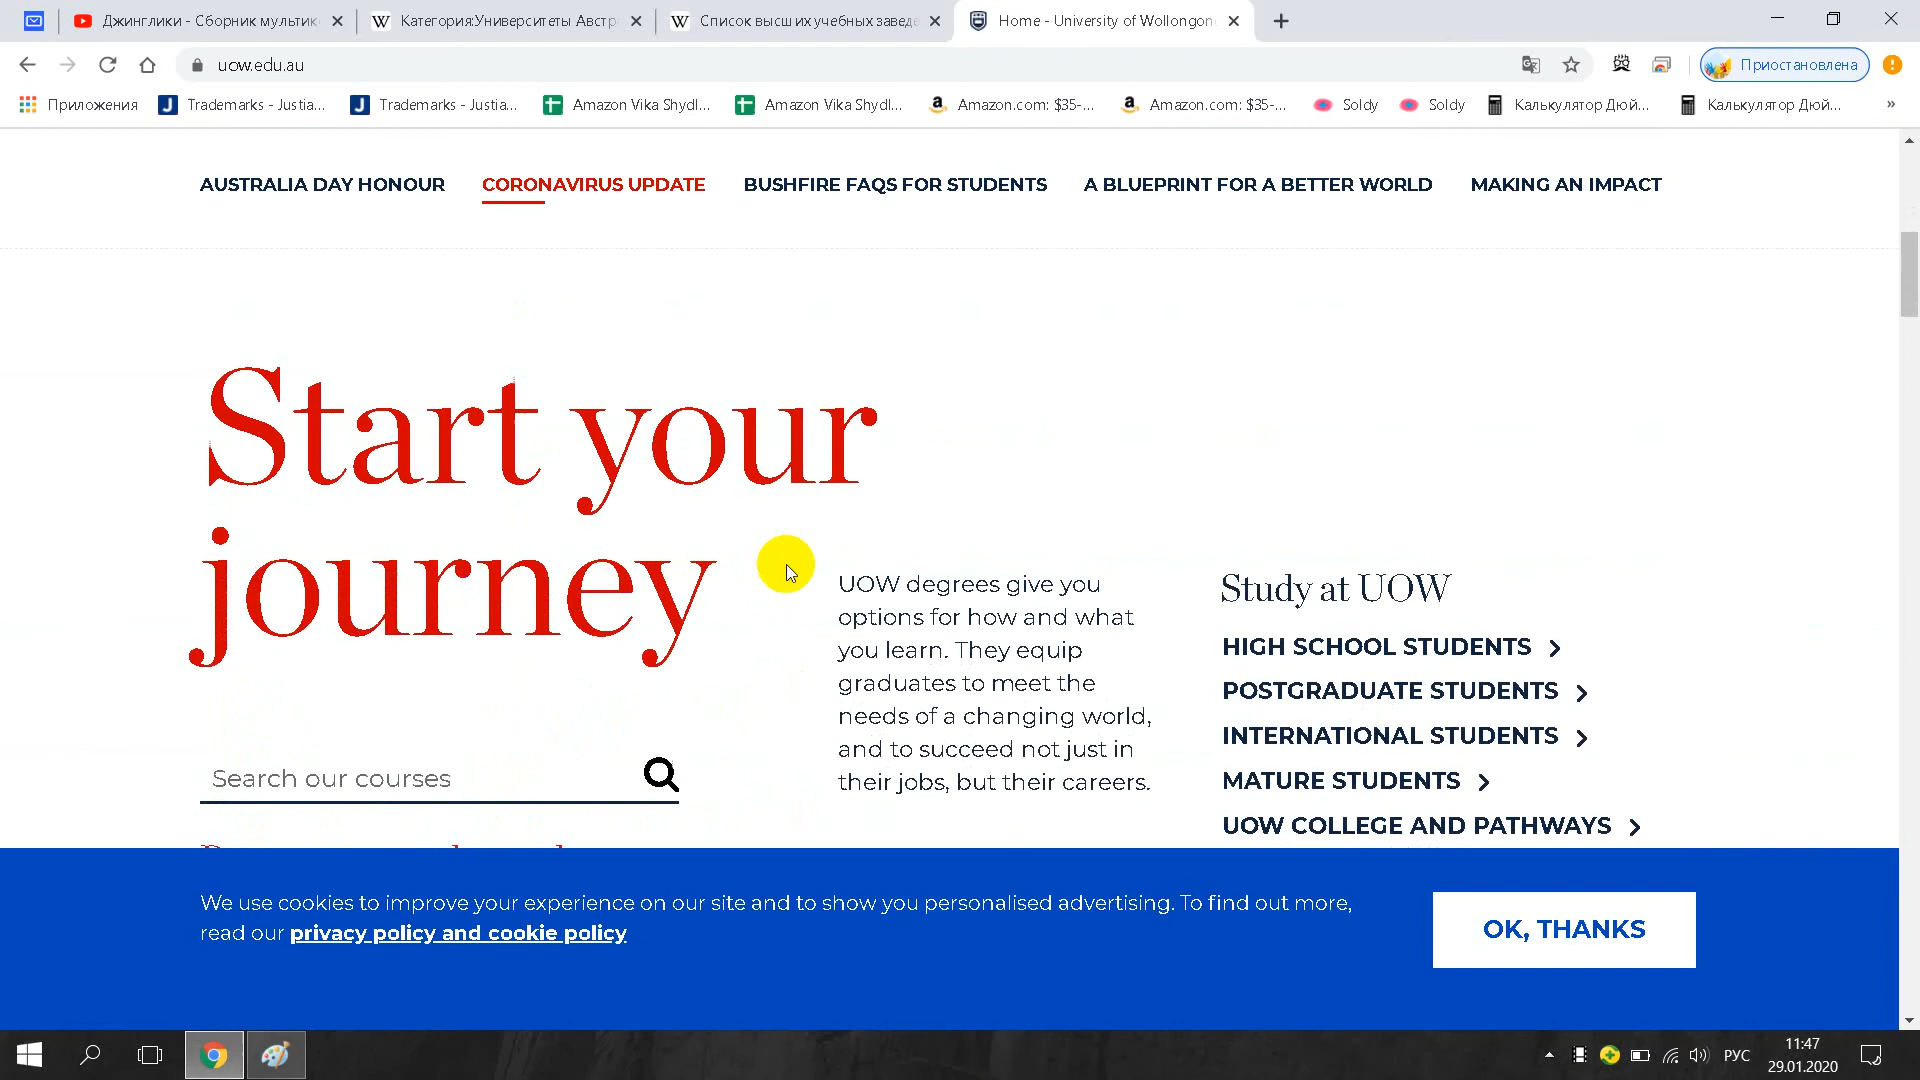 Джинглики - Сборник мультик
Категория:Университеты Австр
Список высших учебных завед
Home - University of Wollongon
uow.edu.au
Приостановлена
Приложения
Trademarks - Justia...
Trademarks - Justia...
Amazon Vika Shydl...
Amazon Vika Shydl...
Amazon.com: $35-...
Amazon.com: $35-...
Soldy
Soldy
Калькулятор Дюй...
Калькулятор Дюй...
»
AUSTRALIA DAY HONOUR
CORONAVIRUS UPDATE
BUSHFIRE FAQS FOR STUDENTS
A BLUEPRINT FOR A BETTER WORLD
MAKING AN IMPACT
Start your
journey
Search our courses
UOW degrees give you
options for how and what
you learn. They equip
graduates to meet the
needs of a changing world,
and to succeed not just in
their jobs, but their careers.
Study at UOW
HIGH SCHOOL STUDENTS
POSTGRADUATE STUDENTS
INTERNATIONAL STUDENTS
MATURE STUDENTS
UOW COLLEGE AND PATHWAYS
We use cookies to improve your experience on our site and to show you personalised advertising. To find out more,
read our privacy policy and cookie policy
OK, THANKS
РУС
11:47
29.01.2020